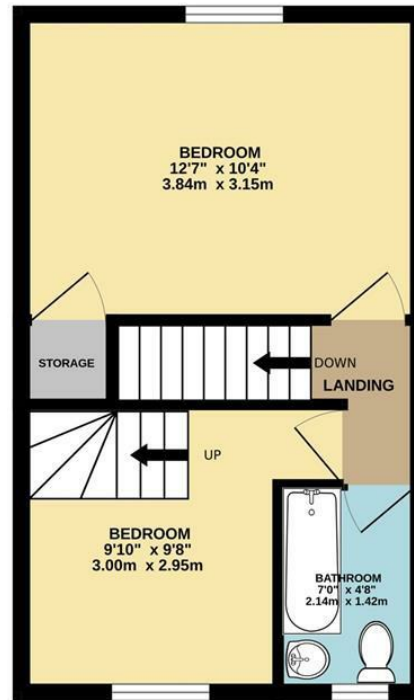 BEDROOM
12'7" x 10'4"
3.84m x 3.15m
STORAGE
DOWN
LANDING
UP
BEDROOM
9'10" x 9'8"
3.00m x 2.95m
BATHROOM
7'0" x 4'8"
2.14m x 1.42m